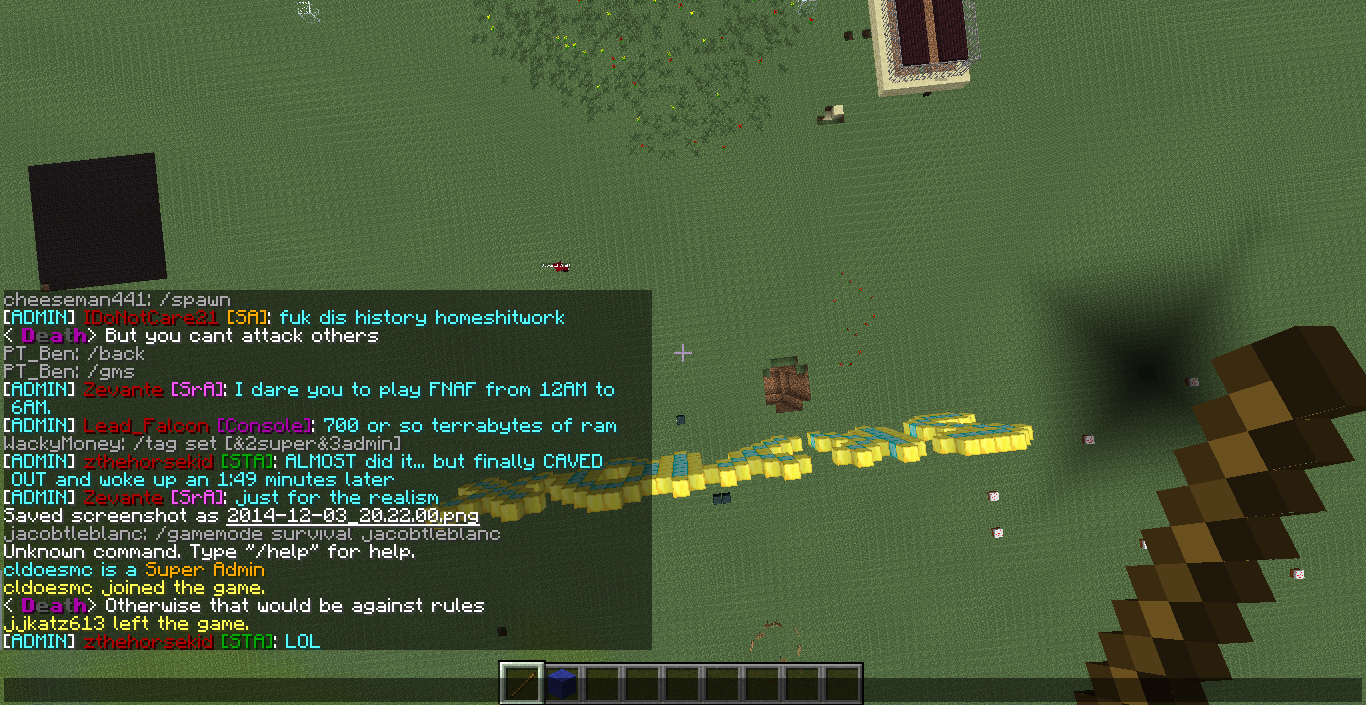 cheeseman441: /spawn
[ADMIN] IDoNotCare21 [SA]: fuk dis history homeshitwork
< Death> But you cant attack others
PT_Ben: /back
PT_Ben: /gms
[ADMIN] Zevante [SrA]: I dare you to play FNAF from 12AM to
6AM.
[ADMIN] Lead_Falcon [Console]: 700 or so terrabytes of ram
WackyMoney: /tag set [&2super&3admin]
[ADMIN] zthehorsekid [STA]: ALMOST did it... but finally CAVED
OUT and woke up an 1:49 minutes later
[ADMIN] Zevante [SrA]: just for the realism
Saved screenshot as 2014-12-03_20.22.00.png
jacobtleblanc: /gamemode survival jacobtleblanc
Unknown command. Type "/help" for help.
cldoesmc is a Super Admin
cldoesmc joined the game.
< Death> Otherwise that would be against rules
jjkatz613 left the game.
[ADMIN] zthehorsekid [STA]: LOL